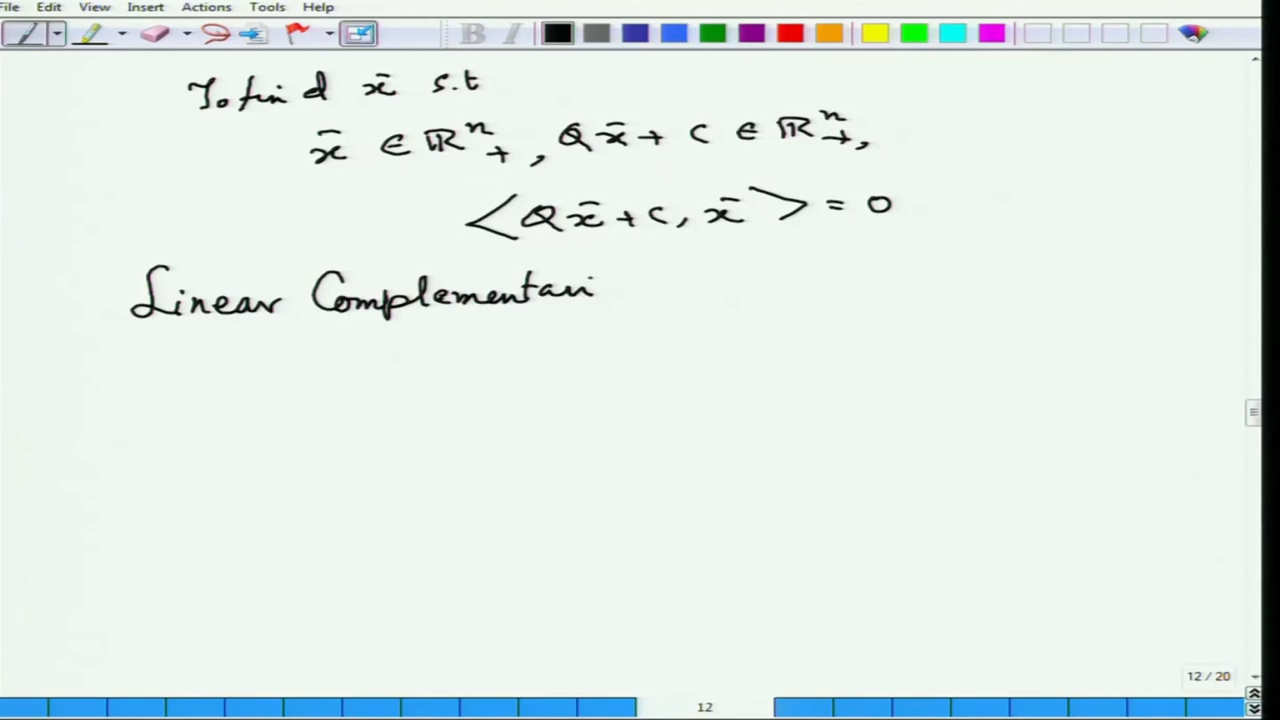 File Edit View Insert Actions Tools Help
B I
To find x̄ s.t
x̄ ∈ ℝⁿ₊, Qx̄ + c ∈ ℝⁿ₊,
<Qx̄ + c, x̄> = 0
Linear Complementari
12 / 20
12